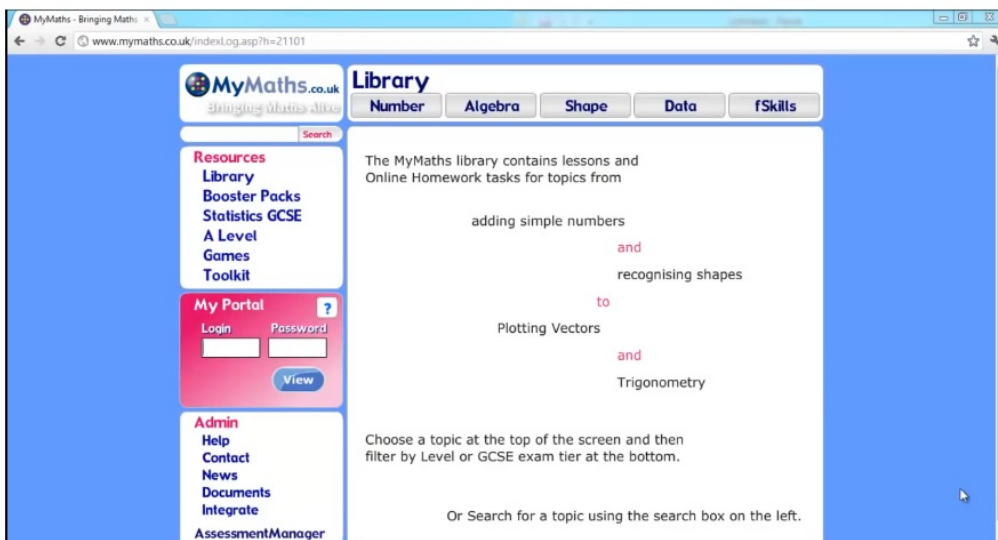 MyMaths - Bringing Maths
www.mymaths.co.uk/indexLog.asp?h=21101
MyMaths.co.uk
Bringing Maths Alive
Search
Resources
Library
Booster Packs
Statistics GCSE
A Level
Games
Toolkit
My Portal ?
Login Password
View
Admin
Help
Contact
News
Documents
Integrate
AssessmentManager
Library
Number Algebra Shape Data fSkills
The MyMaths library contains lessons and
Online Homework tasks for topics from
adding simple numbers
and
recognising shapes
to
Plotting Vectors
and
Trigonometry
Choose a topic at the top of the screen and then
filter by Level or GCSE exam tier at the bottom.
Or Search for a topic using the search box on the left.